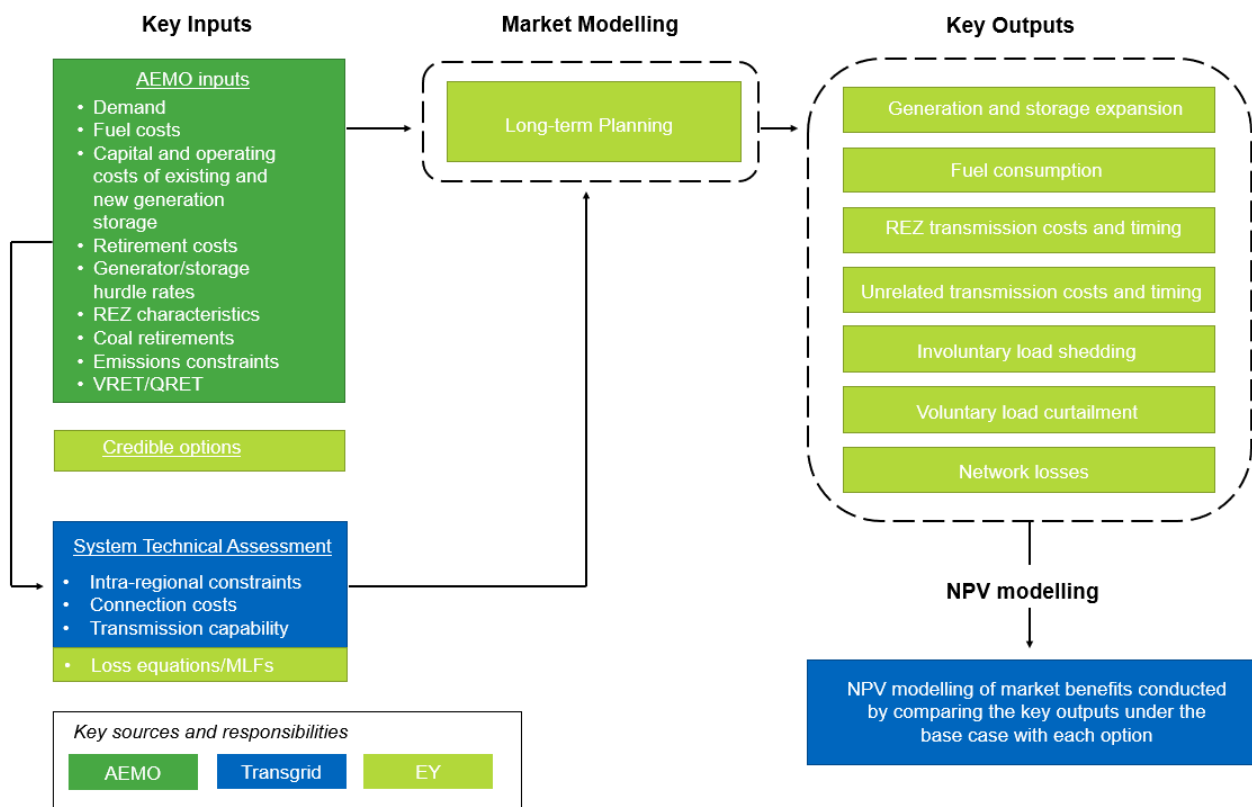 Key Inputs
Market Modelling
Key Outputs
AEMO inputs
• Demand
• Fuel costs
• Capital and operating
costs of existing and
new generation
storage
• Retirement costs
• Generator/storage
hurdle rates
• REZ characteristics
• Coal retirements
• Emissions constraints
• VRET/QRET
Credible options
System Technical Assessment
• Intra-regional constraints
• Connection costs
• Transmission capability
• Loss equations/MLFs
Key sources and responsibilities
AEMO
Transgrid
EY
Long-term Planning
Generation and storage expansion
Fuel consumption
REZ transmission costs and timing
Unrelated transmission costs and timing
Involuntary load shedding
Voluntary load curtailment
Network losses
NPV modelling
NPV modelling of market benefits conducted
by comparing the key outputs under the
base case with each option